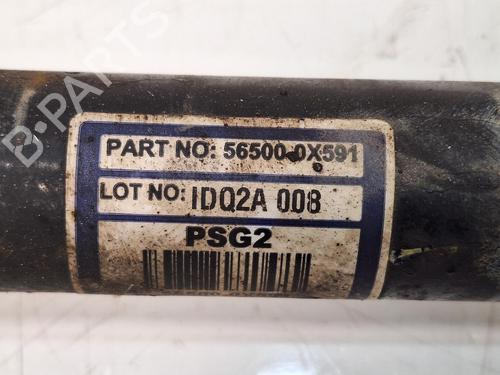 B-PARTS
PART NO: 56500-0X591
LOT NO: IDQ2A 008
PSG2